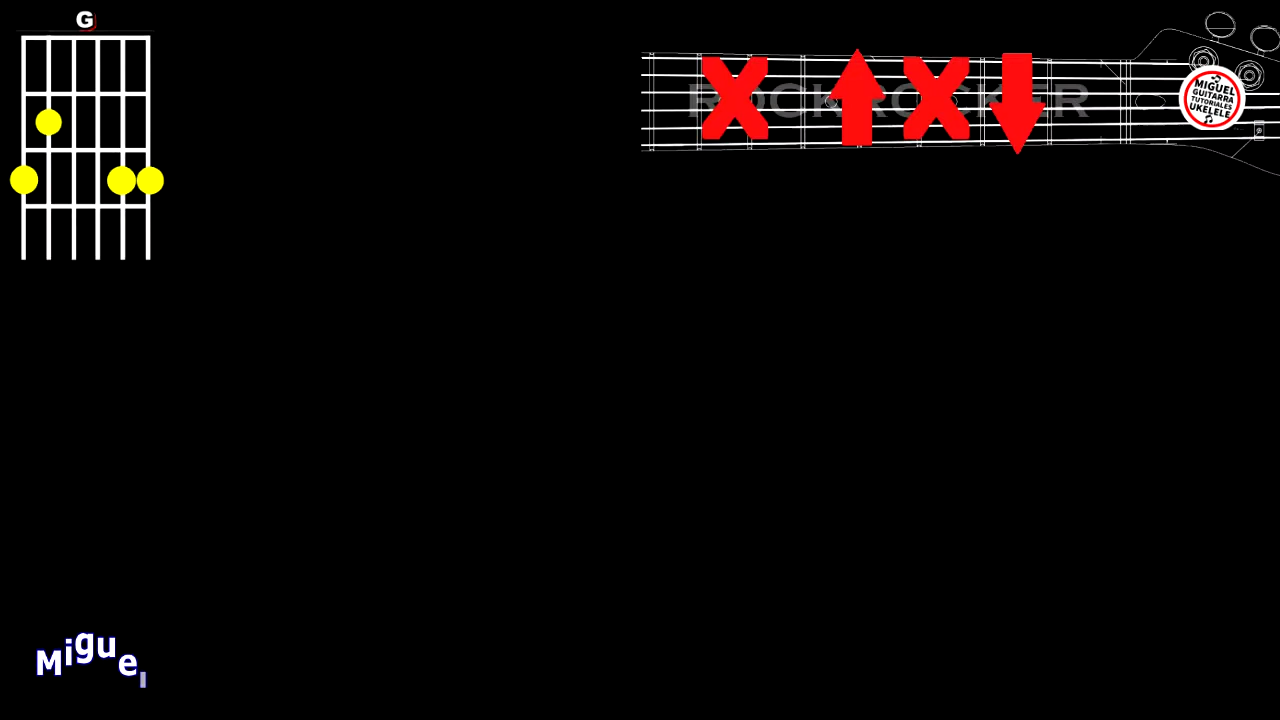 G
ROCKROCKER
MIGUEL
GUITARRA
TUTORIALES
UKELELE
Miguel